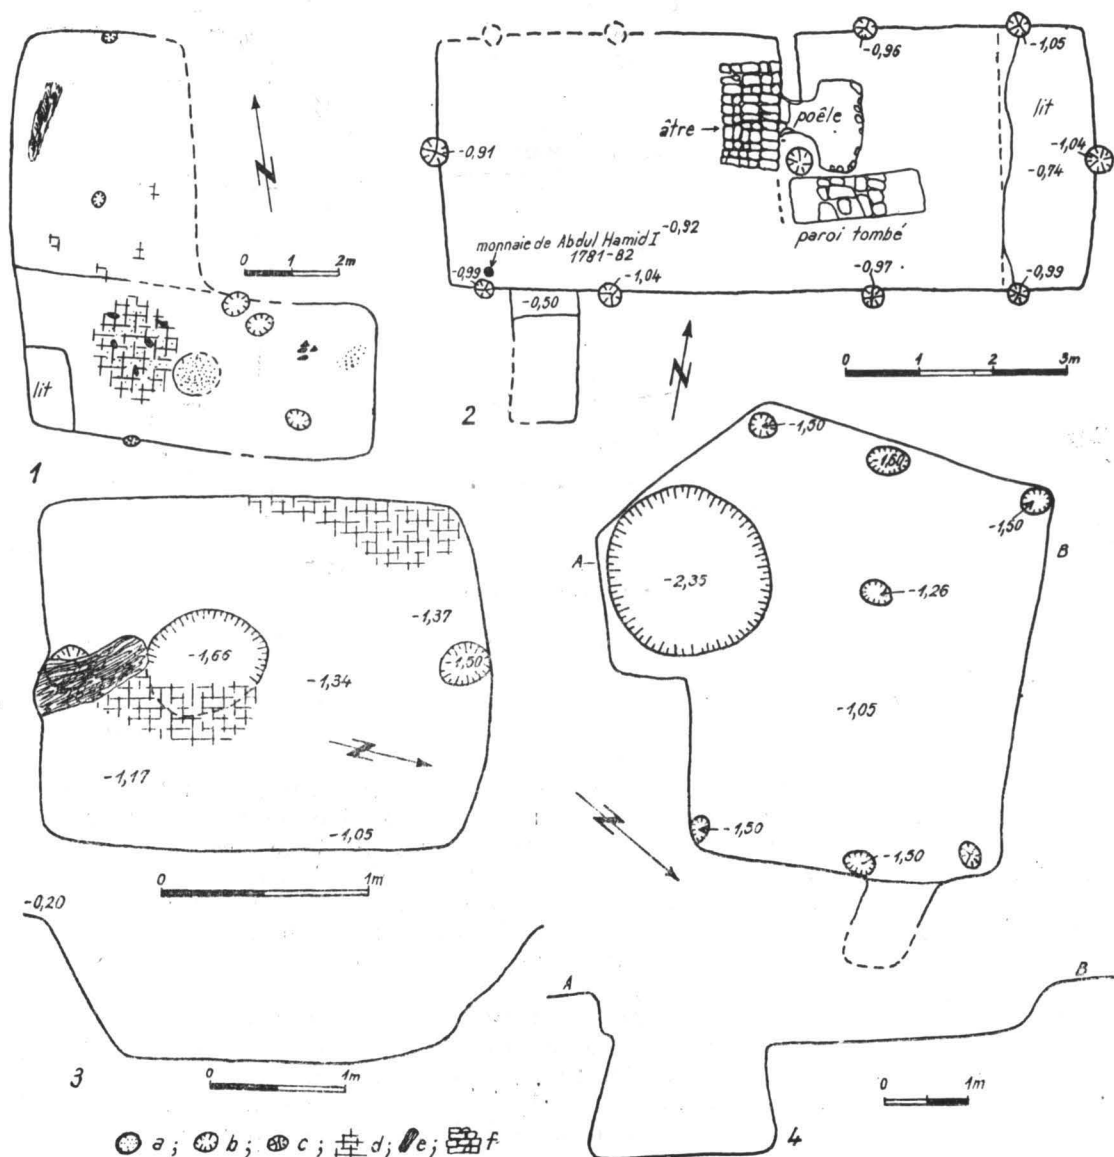 0 1 2m
lit
1
âtre
poêle
lit
-0,96
-1,05
-0,91
-1,04
-0,74
paroi tombé
-0,92
monnaie de Abdul Hamid I
1781-82
-0,99
-1,04
-0,97
-0,99
-0,50
0 1 2 3m
2
-1,37
-1,66
-1,50
-1,34
-1,17
-1,05
0 1m
-0,20
0 1m
3
-1,50
-1,50
A
B
-2,35
-1,26
-1,05
-1,50
-1,50
A
B
0 1m
4
a; b; c; d; e; f